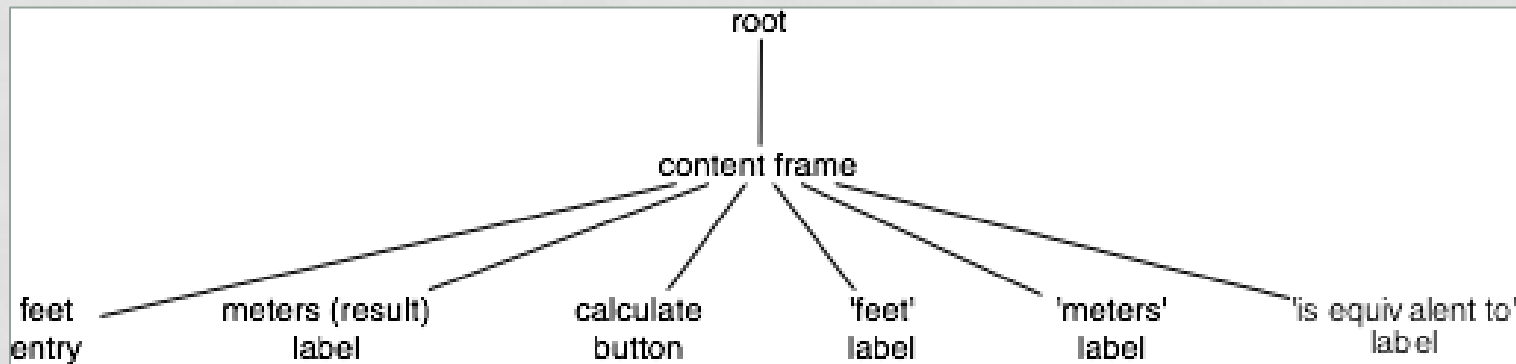 root
content frame
feet entry
meters (result) label
calculate button
'feet' label
'meters' label
'is equivalent to' label